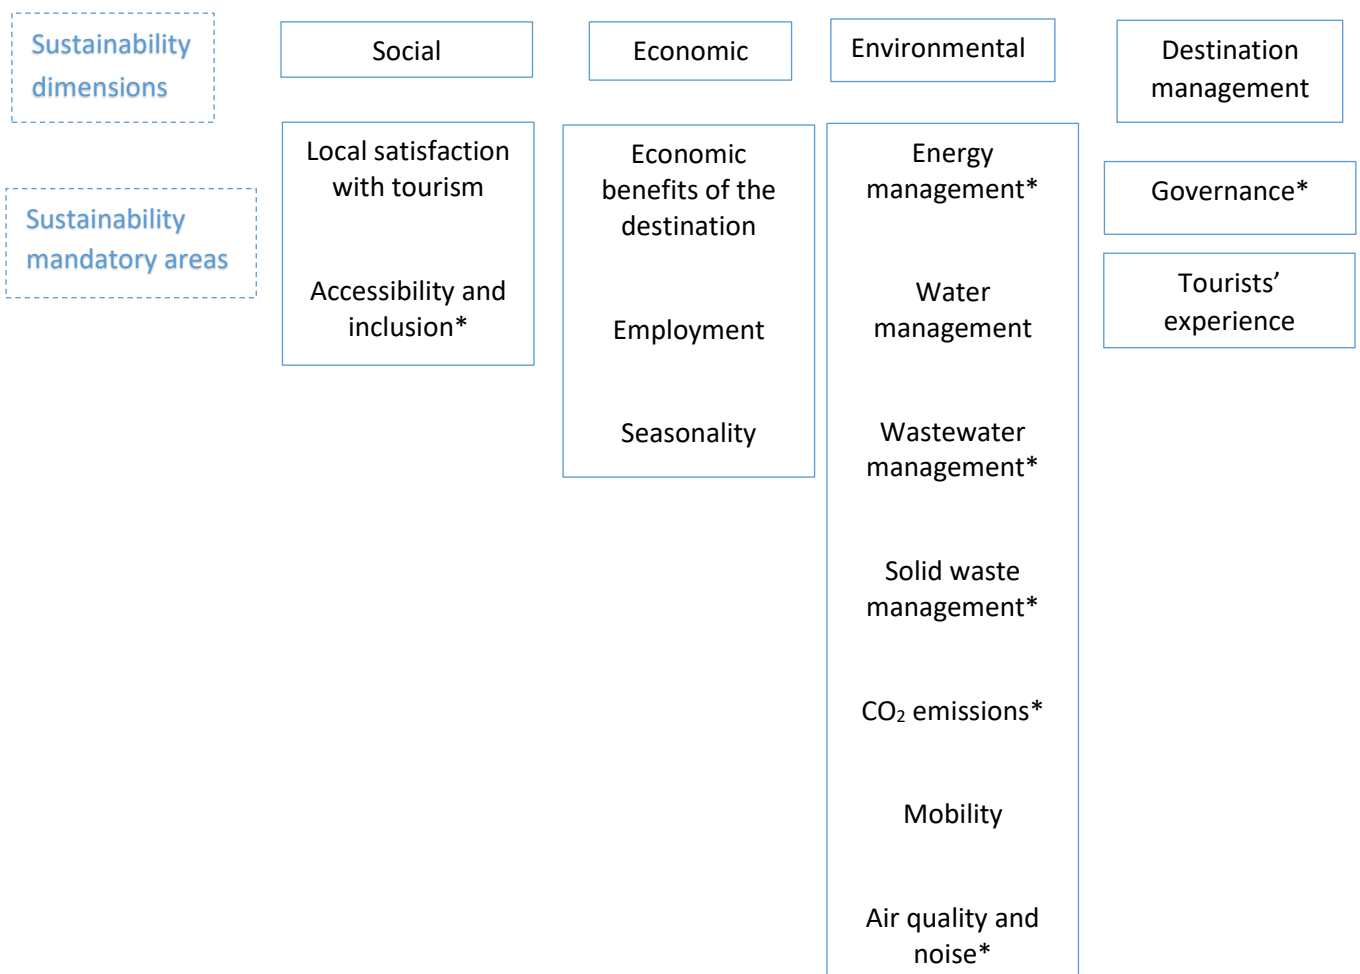 Sustainability
dimensions
Social
Economic
Environmental
Destination
management
Sustainability
mandatory areas
Local satisfaction
with tourism
Accessibility and
inclusion*
Economic
benefits of the
destination
Employment
Seasonality
Energy
management*
Water
management
Wastewater
management*
Solid waste
management*
CO₂ emissions*
Mobility
Air quality and
noise*
Governance*
Tourists’
experience